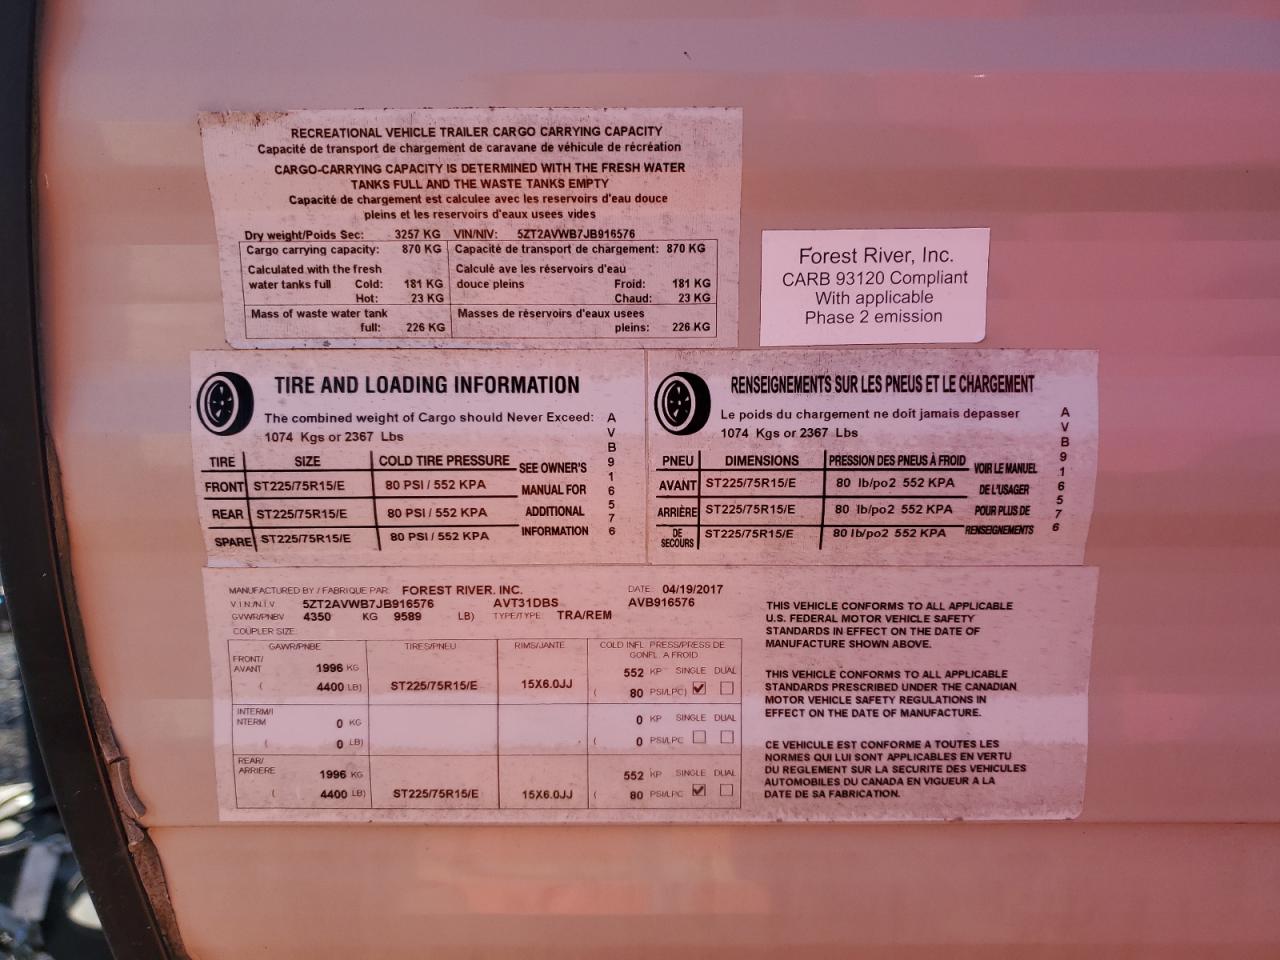 RECREATIONAL VEHICLE TRAILER CARGO CARRYING CAPACITY
Capacité de transport de chargement de caravane de véhicule de récréation
CARGO-CARRYING CAPACITY IS DETERMINED WITH THE FRESH WATER
TANKS FULL AND THE WASTE TANKS EMPTY
Capacité de chargement est calculee avec les reservoirs d'eau douce
pleins et les reservoirs d'eaux usees vides
Dry weight/Poids Sec: 3257 KG VIN/NIV: 5ZT2AVWB7JB916576
Cargo carrying capacity: 870 KG Capacité de transport de chargement: 870 KG
Calculated with the fresh Calculé ave les réservoirs d'eau
water tanks full Cold: 181 KG douce pleins Froid: 181 KG
Hot: 23 KG Chaud: 23 KG
Mass of waste water tank Masses de réservoirs d'eaux usees
full: 226 KG pleins: 226 KG
Forest River, Inc.
CARB 93120 Compliant
With applicable
Phase 2 emission
TIRE AND LOADING INFORMATION
The combined weight of Cargo should Never Exceed:
1074 Kgs or 2367 Lbs
TIRE SIZE COLD TIRE PRESSURE SEE OWNER'S
FRONT ST225/75R15/E 80 PSI / 552 KPA MANUAL FOR
REAR ST225/75R15/E 80 PSI / 552 KPA ADDITIONAL
SPARE ST225/75R15/E 80 PSI / 552 KPA INFORMATION
AVB916576
RENSEIGNEMENTS SUR LES PNEUS ET LE CHARGEMENT
Le poids du chargement ne doit jamais depasser
1074 Kgs or 2367 Lbs
PNEU DIMENSIONS PRESSION DES PNEUS À FROID VOIR LE MANUEL
AVANT ST225/75R15/E 80 lb/po2 552 KPA DE L'USAGER
ARRIÈRE ST225/75R15/E 80 lb/po2 552 KPA POUR PLUS DE
DE SECOURS ST225/75R15/E 80 lb/po2 552 KPA RENSEIGNEMENTS
AVB916576
MANUFACTURED BY / FABRIQUE PAR: FOREST RIVER, INC. DATE: 04/19/2017
V.I.N./N.I.V 5ZT2AVWB7JB916576 AVT31DBS AVB916576
GVWR/PNBV 4350 KG 9589 LB) TYPE/TYPE: TRA/REM
COUPLER SIZE:
GAWR/PNBE TIRES/PNEU RIMS/JANTE COLD INFL. PRESS/PRESS DE
GONFL. A FROID
FRONT/
AVANT 1996 KG 552 KP SINGLE DUAL
( 4400 LB) ST225/75R15/E 15X6.0JJ ( 80 PSI/LPC)
INTERM/I
NTERM 0 KG 0 KP SINGLE DUAL
( 0 LB) ( 0 PSI/LPC
REAR/
ARRIERE 1996 KG 552 KP SINGLE DUAL
( 4400 LB) ST225/75R15/E 15X6.0JJ ( 80 PSI/LPC
THIS VEHICLE CONFORMS TO ALL APPLICABLE
U.S. FEDERAL MOTOR VEHICLE SAFETY
STANDARDS IN EFFECT ON THE DATE OF
MANUFACTURE SHOWN ABOVE.
THIS VEHICLE CONFORMS TO ALL APPLICABLE
STANDARDS PRESCRIBED UNDER THE CANADIAN
MOTOR VEHICLE SAFETY REGULATIONS IN
EFFECT ON THE DATE OF MANUFACTURE.
CE VEHICULE EST CONFORME A TOUTES LES
NORMES QUI LUI SONT APPLICABLES EN VERTU
DU REGLEMENT SUR LA SECURITE DES VEHICULES
AUTOMOBILES DU CANADA EN VIGUEUR A LA
DATE DE SA FABRICATION.